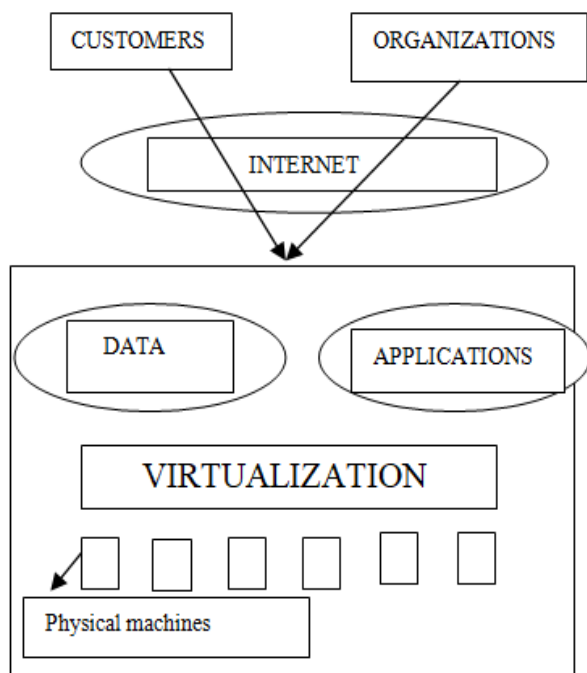 CUSTOMERS
ORGANIZATIONS
INTERNET
DATA
APPLICATIONS
VIRTUALIZATION
Physical machines